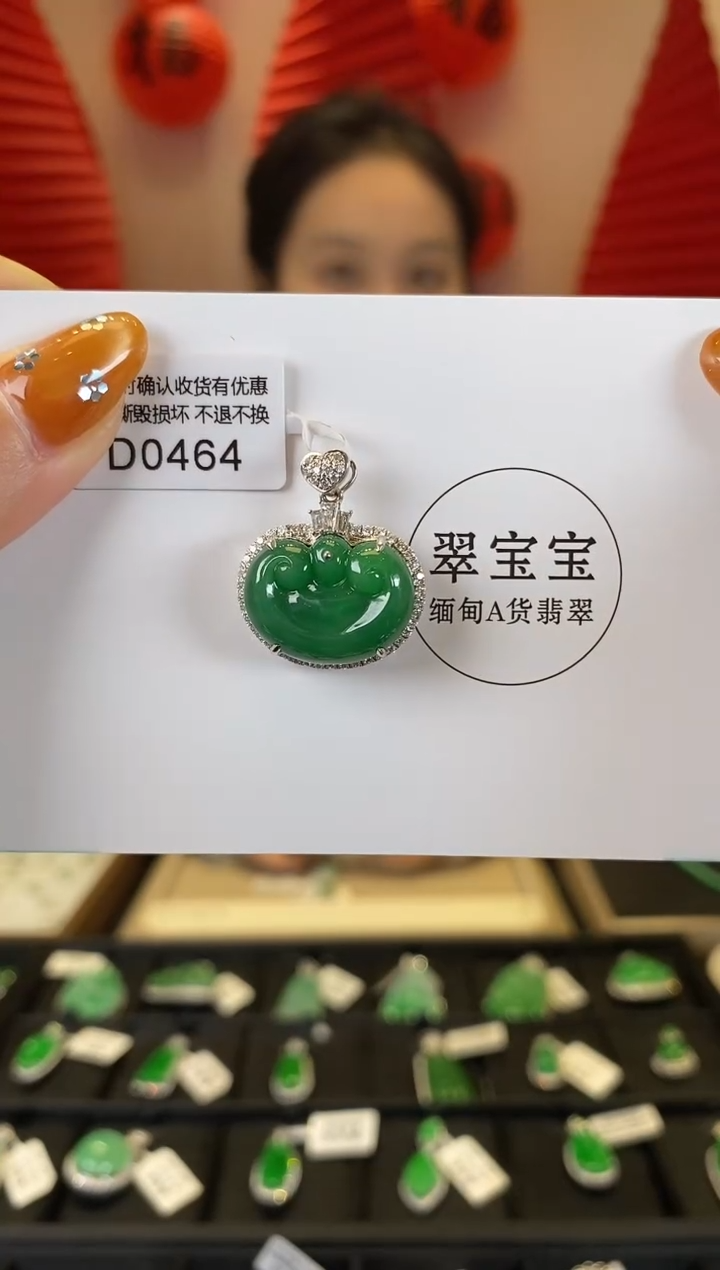 时确认收货有优惠
撕毁损坏 不退不换
D0464
翠宝宝
缅甸A货翡翠